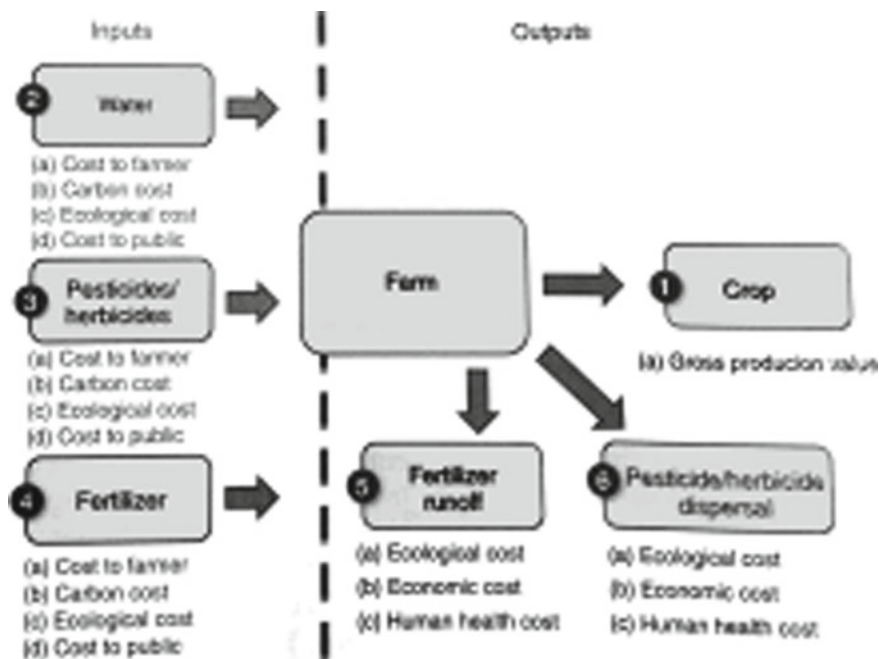 Inputs
Outputs
2
Water
(a) Cost to farmer
(b) Carbon cost
(c) Ecological cost
(d) Cost to public
3
Pesticides/
herbicides
(a) Cost to farmer
(b) Carbon cost
(c) Ecological cost
(d) Cost to public
4
Fertilizer
(a) Cost to farmer
(b) Carbon cost
(c) Ecological cost
(d) Cost to public
Farm
1
Crop
(a) Gross producion value
5
Fertilizer
runoff
(a) Ecological cost
(b) Economic cost
(c) Human health cost
6
Pesticide/herbicide
dispersal
(a) Ecological cost
(b) Economic cost
(c) Human health cost